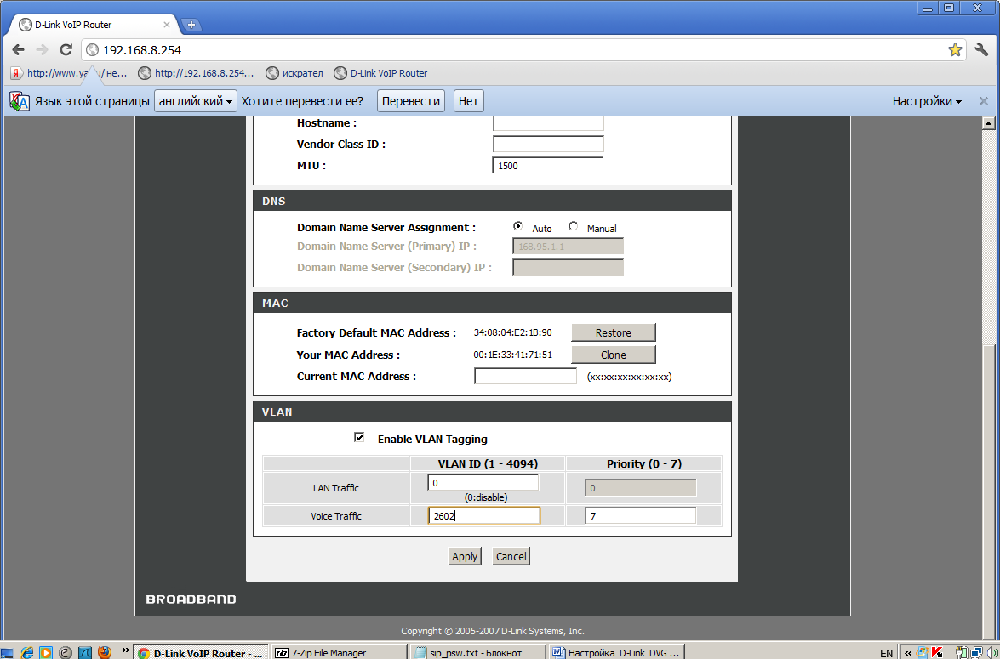 D-Link VoIP Router
192.168.8.254
http://www.ya.ru/ не... http://192.168.8.254... искрател D-Link VoIP Router
Язык этой страницы английский Хотите перевести ее? Перевести Нет Настройки
Hostname :
Vendor Class ID :
MTU : 1500
DNS
Domain Name Server Assignment : Auto Manual
Domain Name Server (Primary) IP : 168.95.1.1
Domain Name Server (Secondary) IP :
MAC
Factory Default MAC Address : 34:08:04:E2:1B:90 Restore
Your MAC Address : 00:1E:33:41:71:51 Clone
Current MAC Address : (xx:xx:xx:xx:xx:xx)
VLAN
Enable VLAN Tagging
VLAN ID (1 - 4094) Priority (0 - 7)
LAN Traffic 0 0
(0:disable)
Voice Traffic 2602 7
Apply Cancel
BROADBAND
Copyright © 2005-2007 D-Link Systems, Inc.
» D-Link VoIP Router - ... 7-Zip File Manager sip_psw.txt - Блокнот Настройка D-Link DVG ... EN «